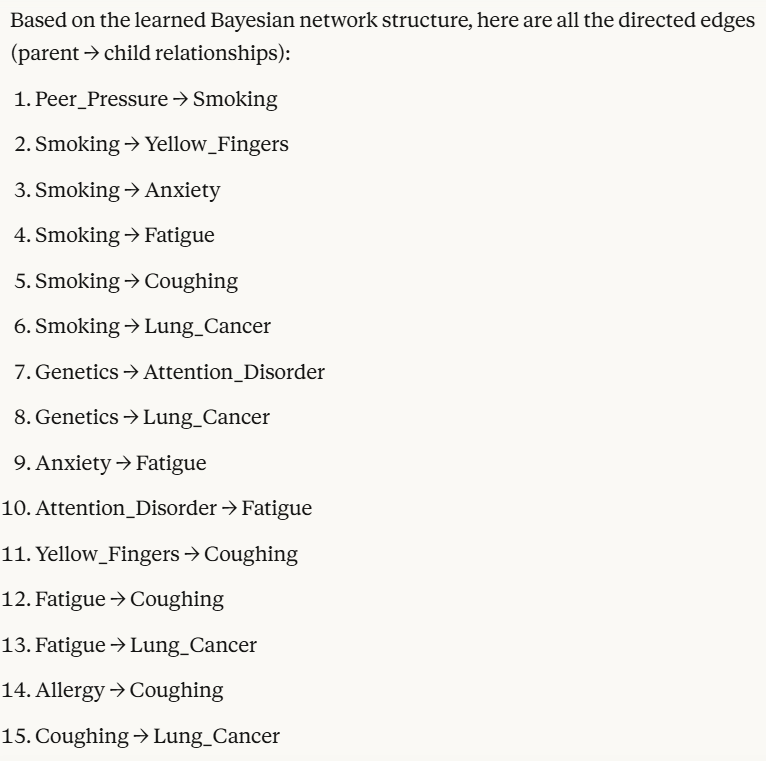 Based on the learned Bayesian network structure, here are all the directed edges
(parent → child relationships):
1. Peer_Pressure → Smoking
2. Smoking → Yellow_Fingers
3. Smoking → Anxiety
4. Smoking → Fatigue
5. Smoking → Coughing
6. Smoking → Lung_Cancer
7. Genetics → Attention_Disorder
8. Genetics → Lung_Cancer
9. Anxiety → Fatigue
10. Attention_Disorder → Fatigue
11. Yellow_Fingers → Coughing
12. Fatigue → Coughing
13. Fatigue → Lung_Cancer
14. Allergy → Coughing
15. Coughing → Lung_Cancer